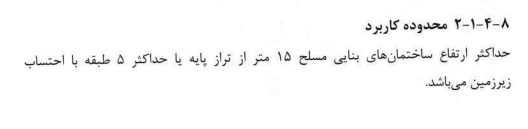 ۸-۴-۱-۲ محدوده کاربرد
حداکثر ارتفاع ساختمان‌های بنایی مسلح ۱۵ متر از تراز پایه یا حداکثر ۵ طبقه با احتساب
زیرزمین می‌باشد.